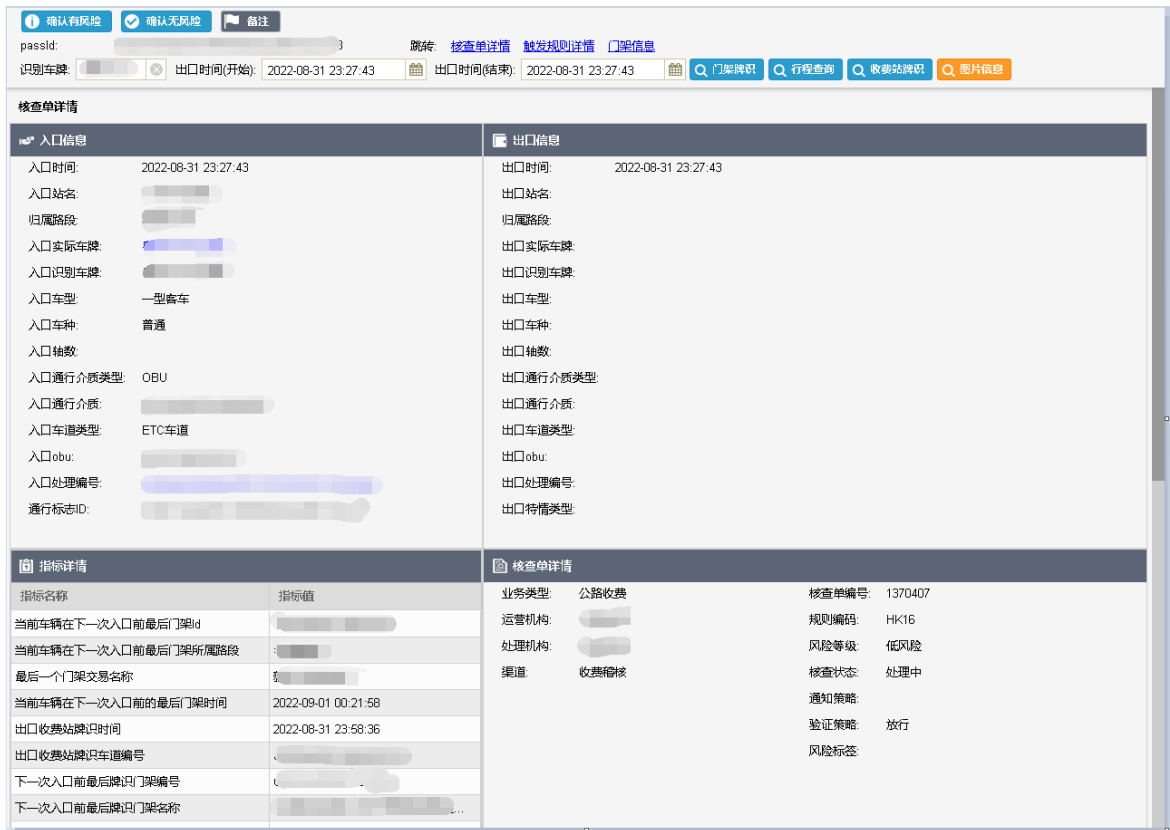 确认有风险 确认无风险 备注
passId: 3 跳转: 核查单详情 触发规则详情 门架信息
识别车牌: 出口时间(开始): 2022-08-31 23:27:43 出口时间(结束): 2022-08-31 23:27:43 门架牌识 行程查询 收费站牌识 图片信息
核查单详情
入口信息
入口时间: 2022-08-31 23:27:43
入口站名:
归属路段:
入口实际车牌:
入口识别车牌:
入口车型: 一型客车
入口车种: 普通
入口轴数:
入口通行介质类型: OBU
入口通行介质:
入口车道类型: ETC车道
入口obu:
入口处理编号:
通行标志ID:
出口信息
出口时间: 2022-08-31 23:27:43
出口站名:
归属路段:
出口实际车牌:
出口识别车牌:
出口车型:
出口车种:
出口轴数:
出口通行介质类型:
出口通行介质:
出口车道类型:
出口obu:
出口处理编号:
出口特情类型:
指标详情
指标名称 指标值
当前车辆在下一次入口前最后门架Id
当前车辆在下一次入口前最后门架所属路段
最后一个门架交易名称
当前车辆在下一次入口前的最后门架时间 2022-09-01 00:21:58
出口收费站牌识时间 2022-08-31 23:58:36
出口收费站牌识车道编号
下一次入口前最后牌识门架编号
下一次入口前最后牌识门架名称 ...
核查单详情
业务类型: 公路收费 核查单编号: 1370407
运营机构: 规则编码: HK16
处理机构: 风险等级: 低风险
渠道: 收费稽核 核查状态: 处理中
通知策略:
验证策略: 放行
风险标签: